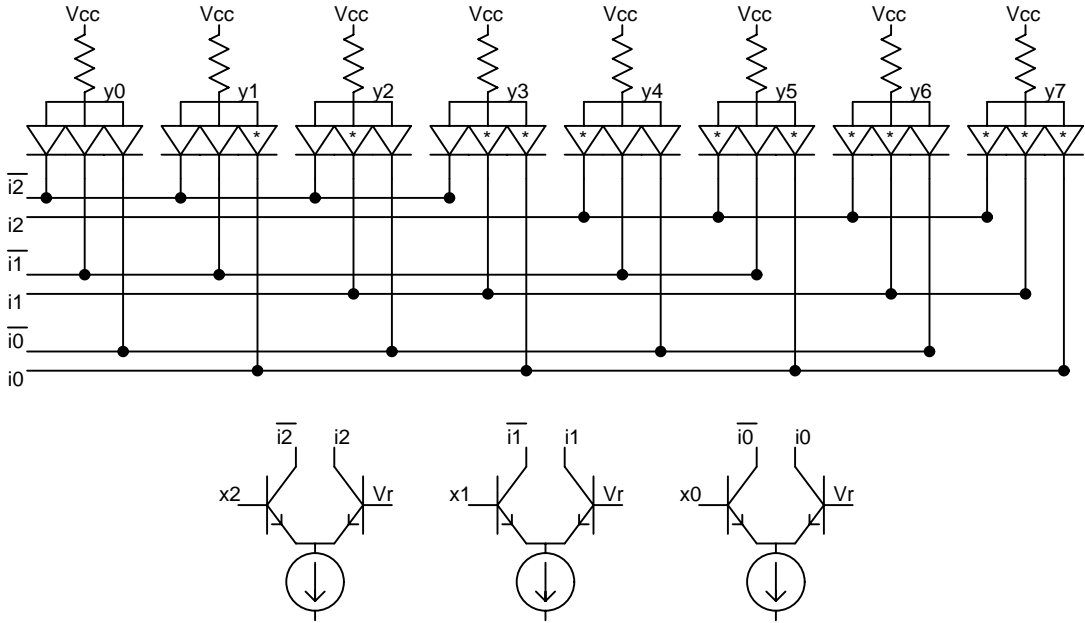 Vcc Vcc Vcc Vcc Vcc Vcc Vcc Vcc
y0 y1 y2 y3 y4 y5 y6 y7
* * * * * * * * * * * *
i2̅
i2
i1̅
i1
i0̅
i0
i2̅ i2 i1̅ i1 i0̅ i0
x2 Vr x1 Vr x0 Vr